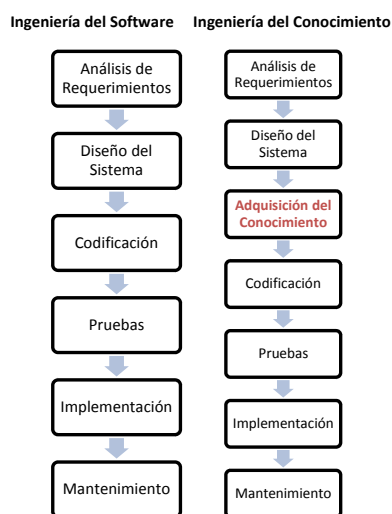 Ingeniería del Software
Análisis de
Requerimientos
Diseño del
Sistema
Codificación
Pruebas
Implementación
Mantenimiento
Ingeniería del Conocimiento
Análisis de
Requerimientos
Diseño del
Sistema
Adquisición del
Conocimiento
Codificación
Pruebas
Implementación
Mantenimiento